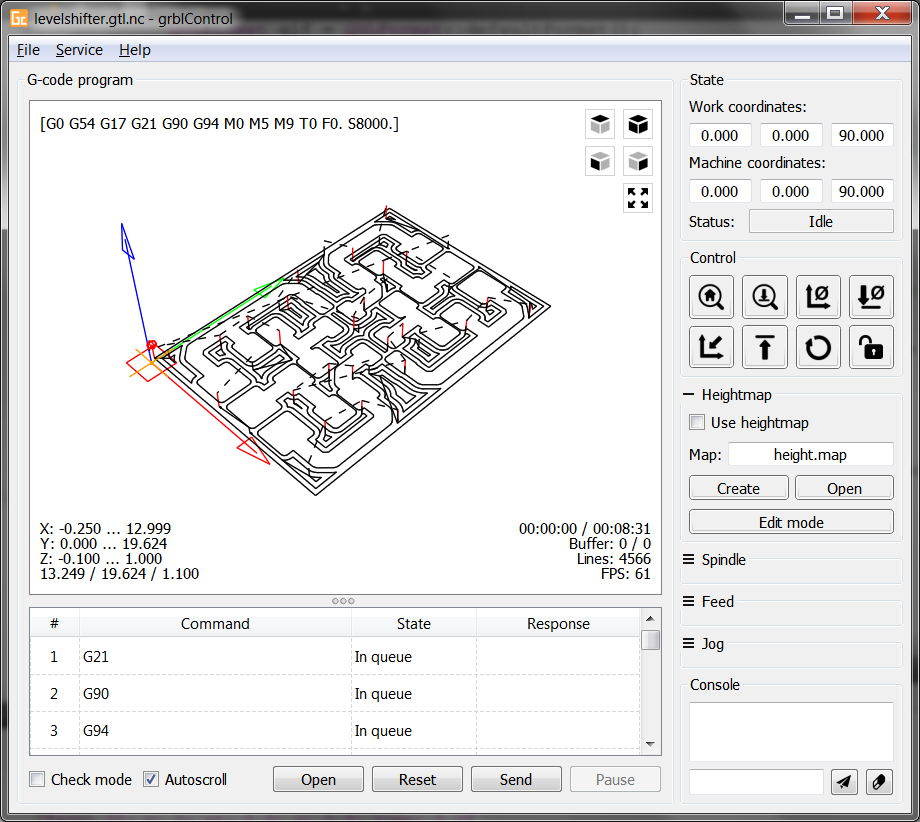 levelshifter.gtl.nc - grblControl
File Service Help
G-code program
[G0 G54 G17 G21 G90 G94 M0 M5 M9 T0 F0. S8000.]
X: -0.250 ... 12.999
Y: 0.000 ... 19.624
Z: -0.100 ... 1.000
13.249 / 19.624 / 1.100
00:00:00 / 00:08:31
Buffer: 0 / 0
Lines: 4566
FPS: 61
# Command State Response
1 G21 In queue
2 G90 In queue
3 G94 In queue
Check mode Autoscroll Open Reset Send Pause
State
Work coordinates:
0.000 0.000 90.000
Machine coordinates:
0.000 0.000 90.000
Status: Idle
Control
Heightmap
Use heightmap
Map: height.map
Create Open
Edit mode
Spindle
Feed
Jog
Console